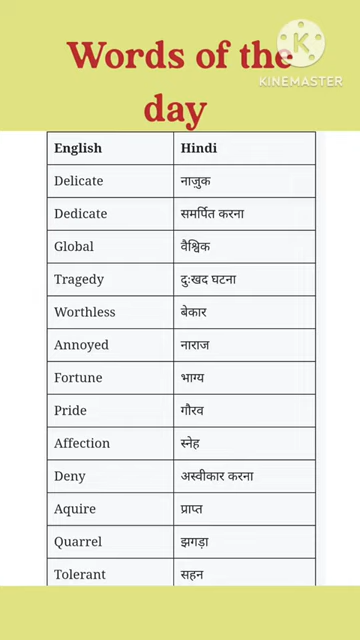 Words of the
day
KINEMASTER
English Hindi
Delicate नाज़ुक
Dedicate समर्पित करना
Global वैश्विक
Tragedy दुःखद घटना
Worthless बेकार
Annoyed नाराज
Fortune भाग्य
Pride गौरव
Affection स्नेह
Deny अस्वीकार करना
Aquire प्राप्त
Quarrel झगड़ा
Tolerant सहन